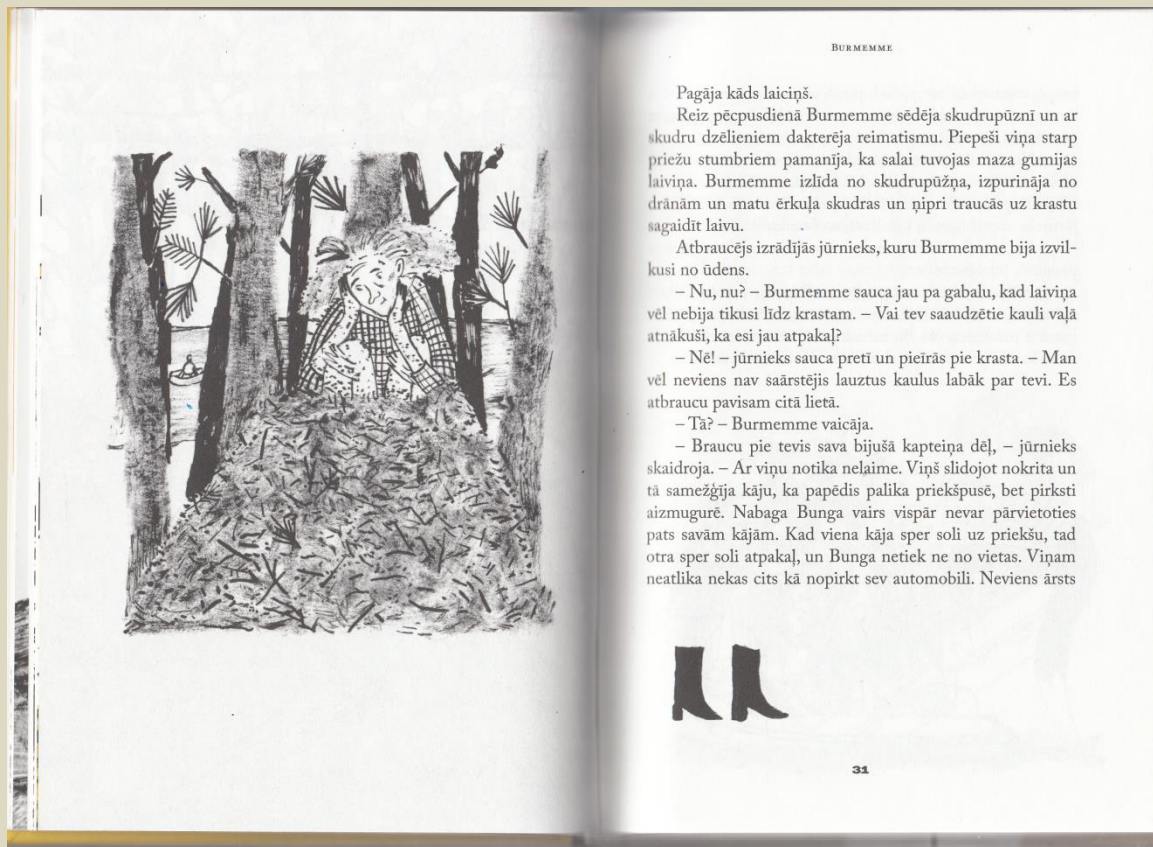 BURMEMME
Pagāja kāds laiciņš.
Reiz pēcpusdienā Burmemme sēdēja skudrupūznī un ar
skudru dzēlieniem dakterēja reimatismu. Piepeši viņa starp
priežu stumbriem pamanīja, ka salai tuvojas maza gumijas
laiviņa. Burmemme izlīda no skudrupūžņa, izpurināja no
drānām un matu ērkuļa skudras un ņipri traucās uz krastu
sagaidīt laivu.
Atbraucējs izrādījās jūrnieks, kuru Burmemme bija izvil-
kusi no ūdens.
– Nu, nu? – Burmemme sauca jau pa gabalu, kad laiviņa
vēl nebija tikusi līdz krastam. – Vai tev saaudzētie kauli vaļā
atnākuši, ka esi jau atpakaļ?
– Nē! – jūrnieks sauca pretī un pieīrās pie krasta. – Man
vēl neviens nav saārstējis lauztus kaulus labāk par tevi. Es
atbraucu pavisam citā lietā.
– Tā? – Burmemme vaicāja.
– Braucu pie tevis sava bijušā kapteiņa dēļ, – jūrnieks
skaidroja. – Ar viņu notika nelaime. Viņš slidojot nokrita un
tā samežģīja kāju, ka papēdis palika priekšpusē, bet pirksti
aizmugurē. Nabaga Bunga vairs vispār nevar pārvietoties
pats savām kājām. Kad viena kāja sper soli uz priekšu, tad
otra sper soli atpakaļ, un Bunga netiek ne no vietas. Viņam
neatlika nekas cits kā nopirkt sev automobili. Neviens ārsts
31